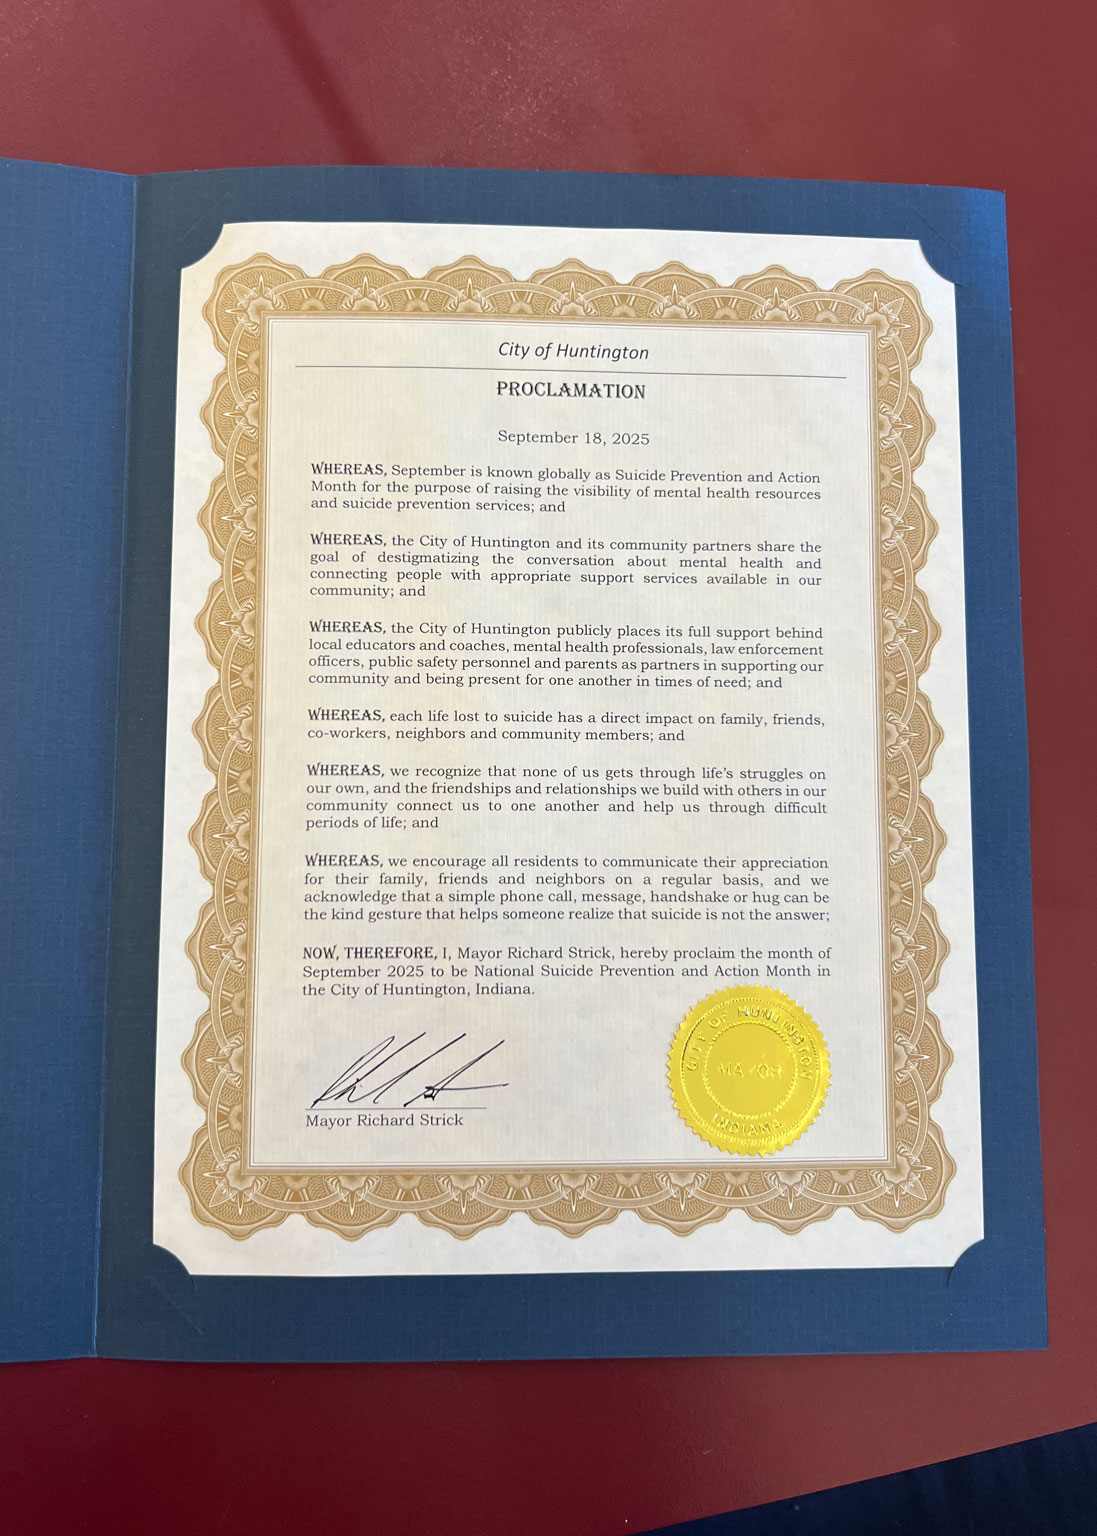 City of Huntington
PROCLAMATION
September 18, 2025
WHEREAS, September is known globally as Suicide Prevention and Action
Month for the purpose of raising the visibility of mental health resources
and suicide prevention services; and
WHEREAS, the City of Huntington and its community partners share the
goal of destigmatizing the conversation about mental health and
connecting people with appropriate support services available in our
community; and
WHEREAS, the City of Huntington publicly places its full support behind
local educators and coaches, mental health professionals, law enforcement
officers, public safety personnel and parents as partners in supporting our
community and being present for one another in times of need; and
WHEREAS, each life lost to suicide has a direct impact on family, friends,
co-workers, neighbors and community members; and
WHEREAS, we recognize that none of us gets through life's struggles on
our own, and the friendships and relationships we build with others in our
community connect us to one another and help us through difficult
periods of life; and
WHEREAS, we encourage all residents to communicate their appreciation
for their family, friends and neighbors on a regular basis, and we
acknowledge that a simple phone call, message, handshake or hug can be
the kind gesture that helps someone realize that suicide is not the answer;
NOW, THEREFORE, I, Mayor Richard Strick, hereby proclaim the month of
September 2025 to be National Suicide Prevention and Action Month in
the City of Huntington, Indiana.
Mayor Richard Strick
CITY OF HUNTINGTON
MAYOR
INDIANA